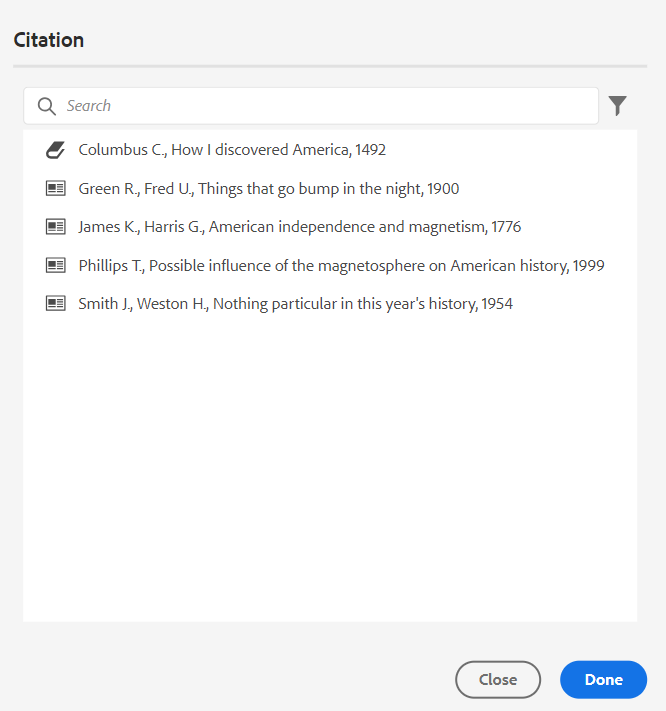 Citation
Search
Columbus C., How I discovered America, 1492
Green R., Fred U., Things that go bump in the night, 1900
James K., Harris G., American independence and magnetism, 1776
Phillips T., Possible influence of the magnetosphere on American history, 1999
Smith J., Weston H., Nothing particular in this year's history, 1954
Close
Done